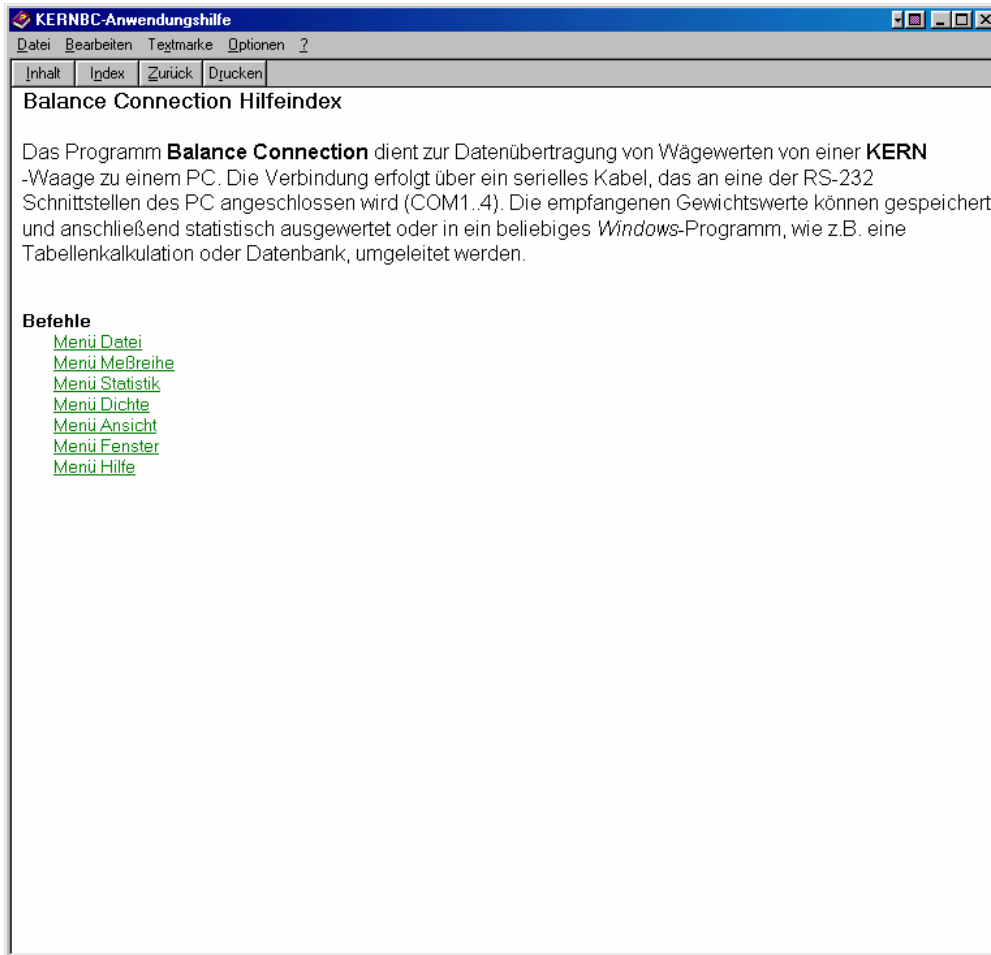 KERNBC-Anwendungshilfe
Datei Bearbeiten Textmarke Optionen ?
Inhalt Index Zurück Drucken
Balance Connection Hilfeindex
Das Programm Balance Connection dient zur Datenübertragung von Wägewerten von einer KERN
-Waage zu einem PC. Die Verbindung erfolgt über ein serielles Kabel, das an eine der RS-232
Schnittstellen des PC angeschlossen wird (COM1..4). Die empfangenen Gewichtswerte können gespeichert
und anschließend statistisch ausgewertet oder in ein beliebiges Windows-Programm, wie z.B. eine
Tabellenkalkulation oder Datenbank, umgeleitet werden.
Befehle
Menü Datei
Menü Meßreihe
Menü Statistik
Menü Dichte
Menü Ansicht
Menü Fenster
Menü Hilfe